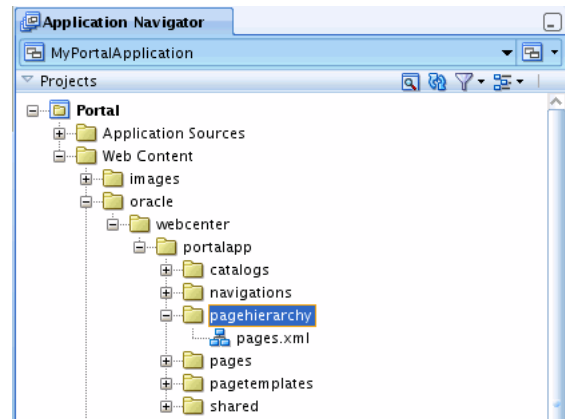 Application Navigator
MyPortalApplication
Projects
Portal
Application Sources
Web Content
images
oracle
webcenter
portalapp
catalogs
navigations
pagehierarchy
pages.xml
pages
pagetemplates
shared